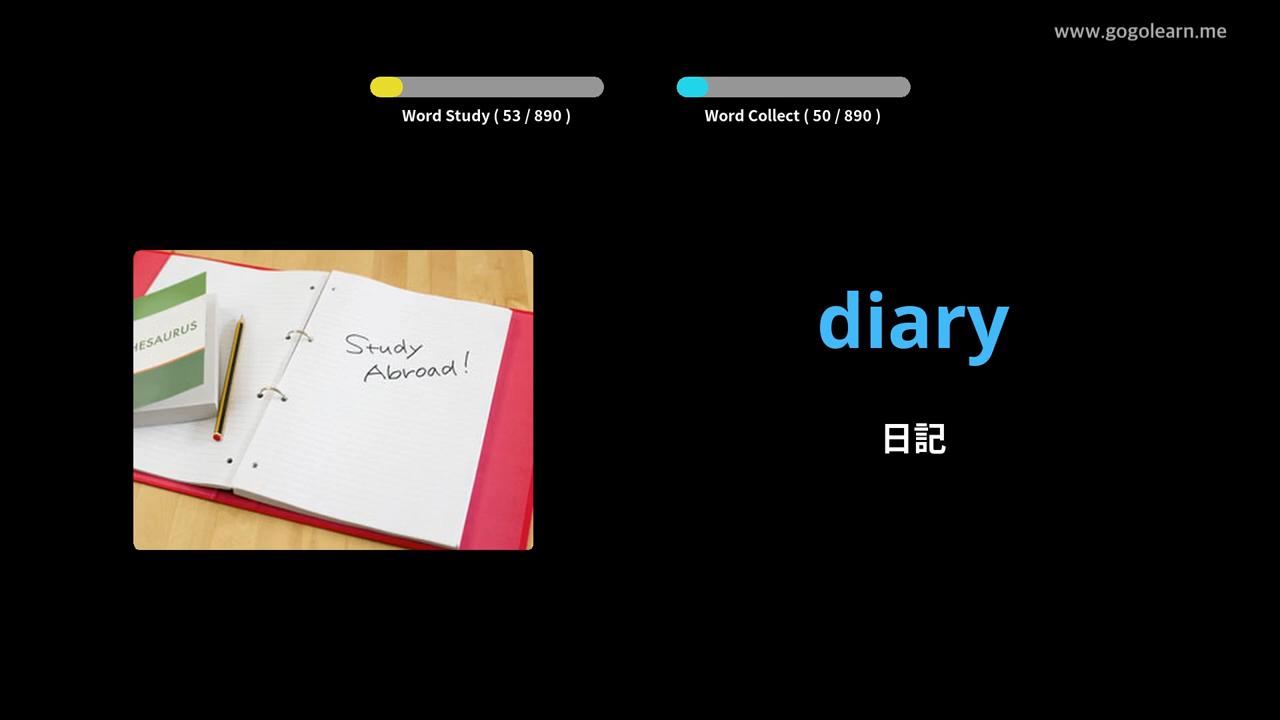 www.gogolearn.me
Word Study ( 53 / 890 )
Word Collect ( 50 / 890 )
HESAURUS
Study
Abroad!
diary
日記